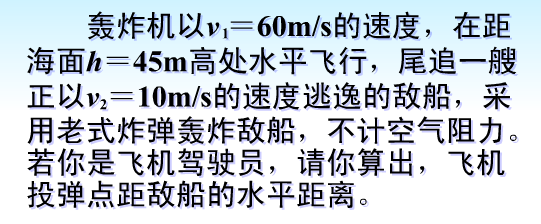 轰炸机以v₁＝60m/s的速度，在距
海面h＝45m高处水平飞行，尾追一艘
正以v₂＝10m/s的速度逃逸的敌船，采
用老式炸弹轰炸敌船，不计空气阻力。
若你是飞机驾驶员，请你算出，飞机
投弹点距敌船的水平距离。